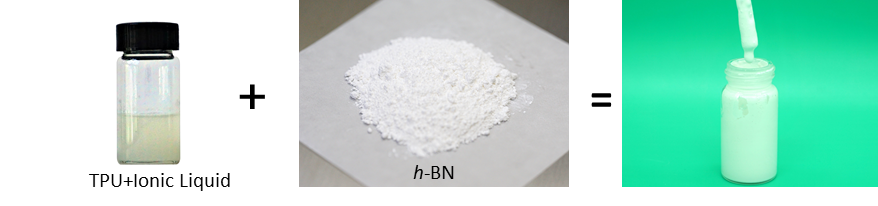 TPU+Ionic Liquid
+
h-BN
=